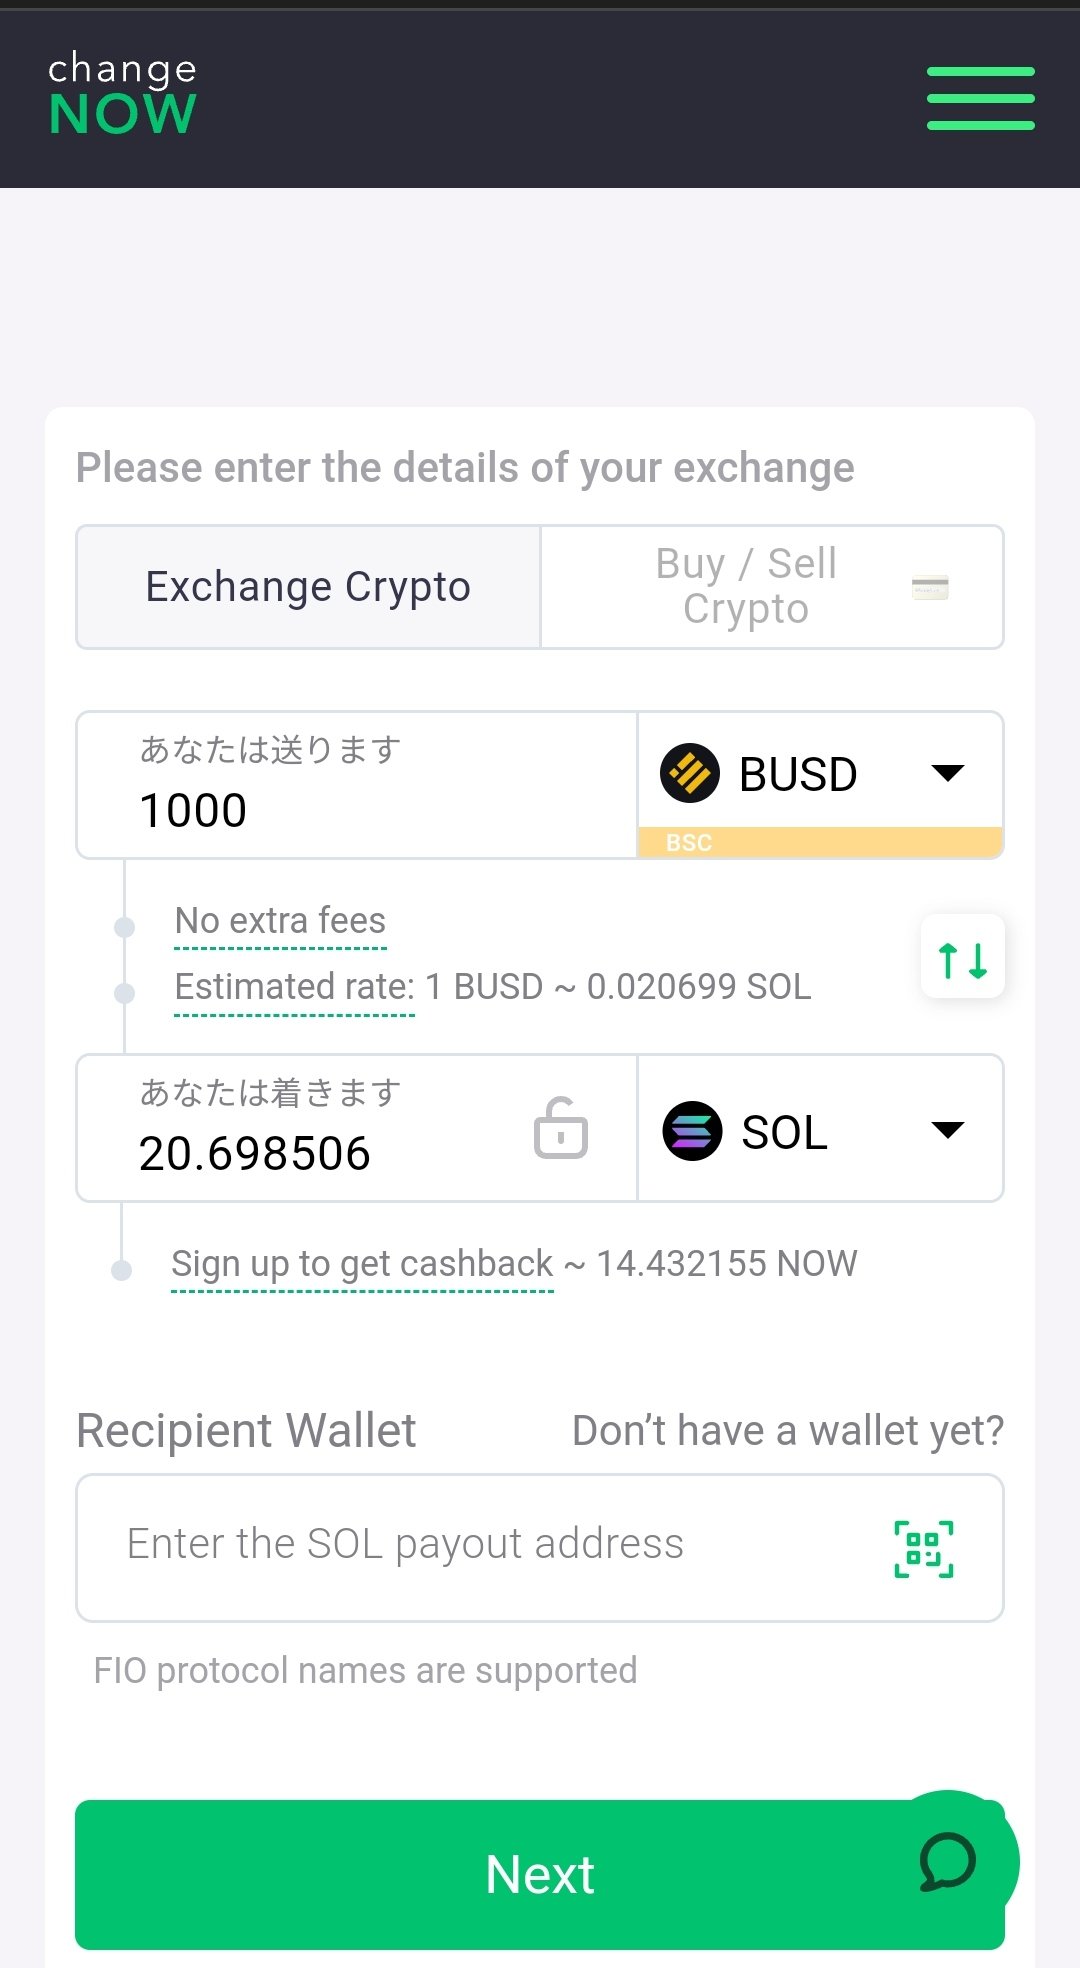 change
NOW
Please enter the details of your exchange
Exchange Crypto
Buy / Sell
Crypto
あなたは送ります
1000
BUSD
BSC
No extra fees
Estimated rate: 1 BUSD ~ 0.020699 SOL
あなたは着きます
20.698506
SOL
Sign up to get cashback ~ 14.432155 NOW
Recipient Wallet
Don’t have a wallet yet?
Enter the SOL payout address
FIO protocol names are supported
Next